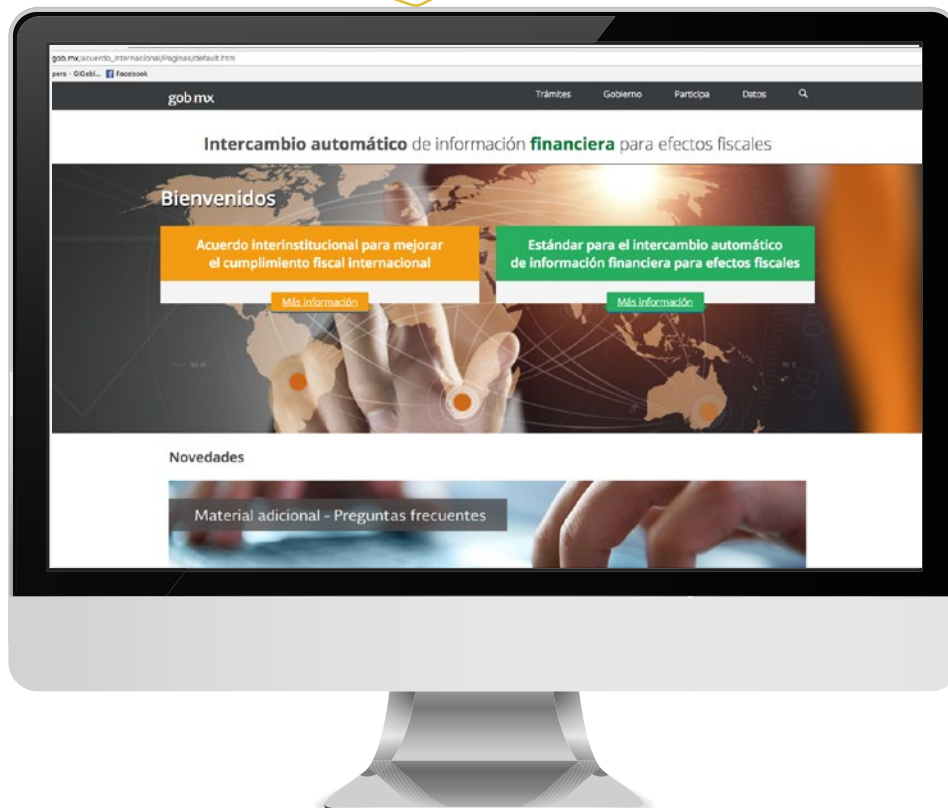 gob.mx/acuerdo_internacional/Paginas/default.htm
Facebook
gob.mx Trámites Gobierno Participa Datos
Intercambio automático de información financiera para efectos fiscales
Bienvenidos
Acuerdo interinstitucional para mejorar
el cumplimiento fiscal internacional
Más información
Estándar para el intercambio automático
de información financiera para efectos fiscales
Más información
Novedades
Material adicional - Preguntas frecuentes